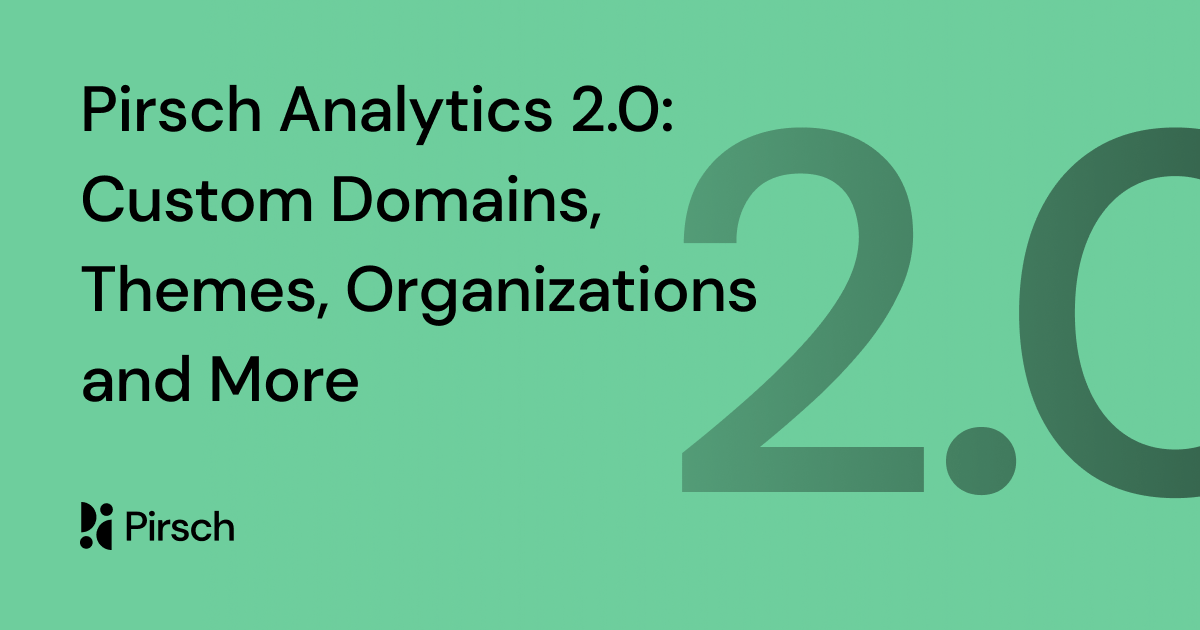 Pirsch Analytics 2.0:
Custom Domains,
Themes, Organizations
and More
2.0
Pirsch